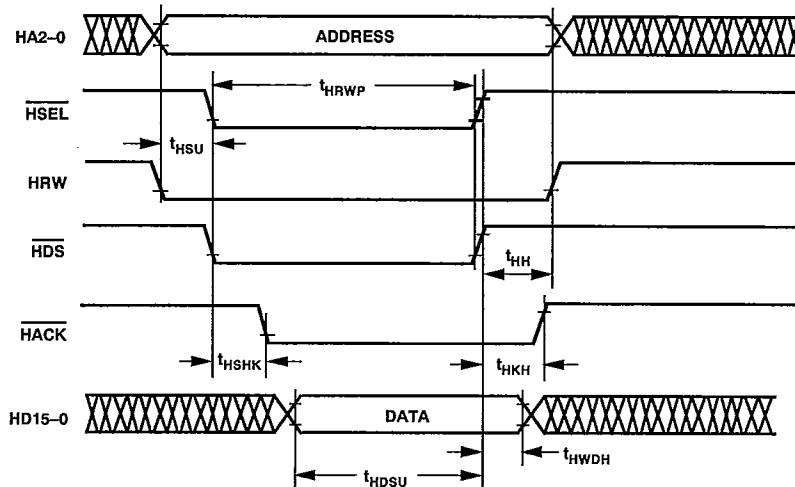 HA2–0
ADDRESS
tHRWP
HSEL
tHSU
HRW
HDS
tHH
HACK
tHSHK
tHKH
HD15–0
DATA
tHWDH
tHDSU